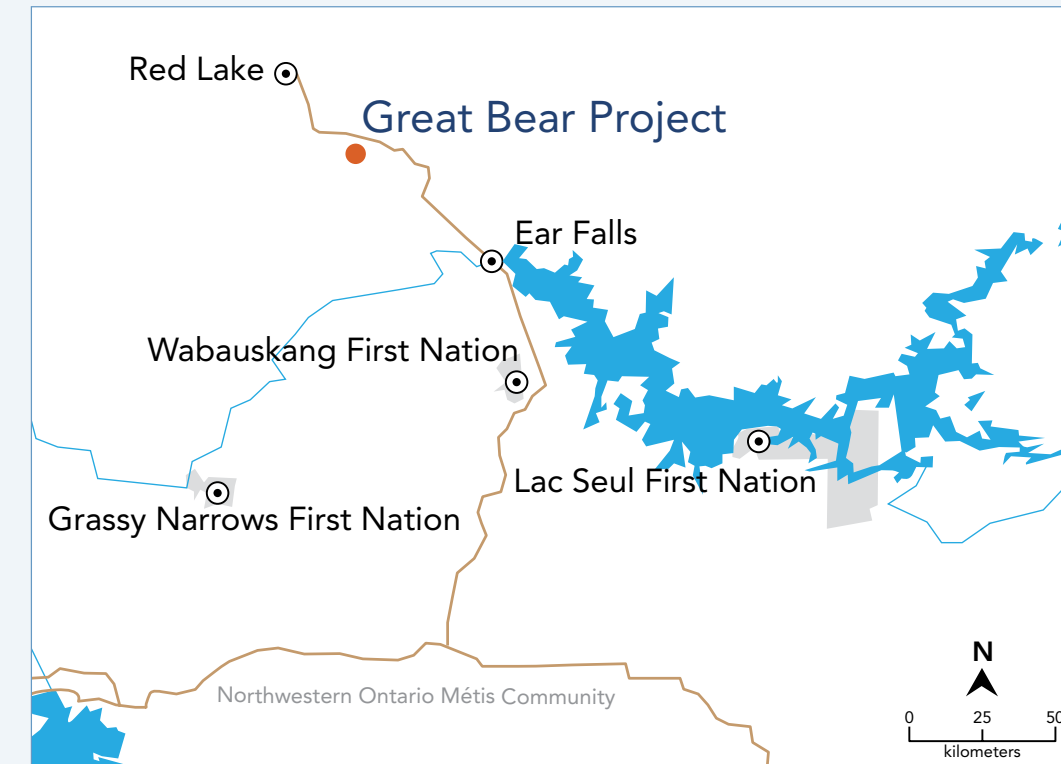 Red Lake
Great Bear Project
Ear Falls
Wabauskang First Nation
Lac Seul First Nation
Grassy Narrows First Nation
N
Northwestern Ontario Métis Community
0 25 50
kilometers